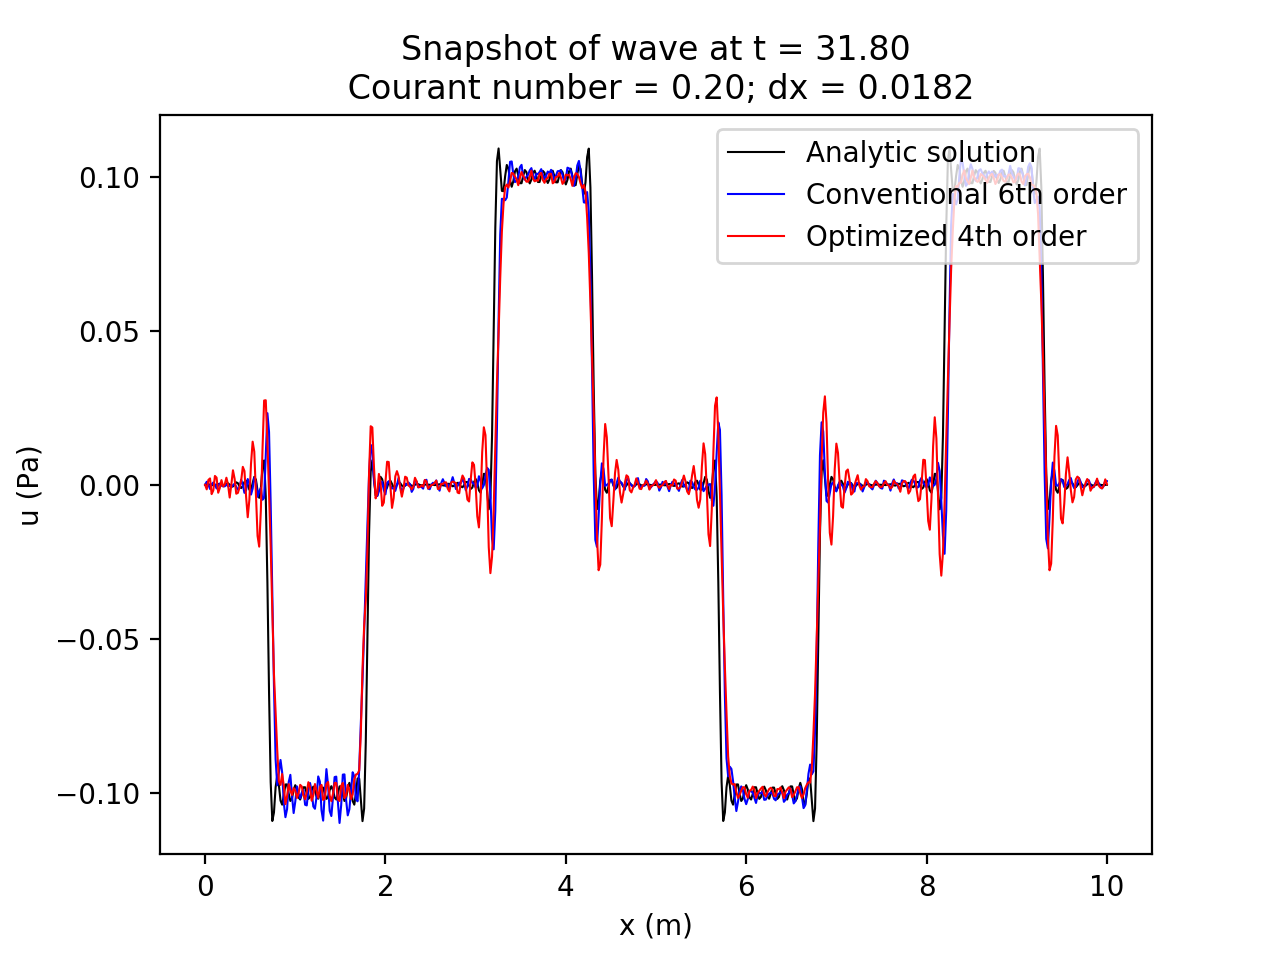 Snapshot of wave at t = 31.80
Courant number = 0.20; dx = 0.0182
Analytic solution
Conventional 6th order
Optimized 4th order
0.10
0.05
0.00
−0.05
−0.10
u (Pa)
0 2 4 6 8 10
x (m)